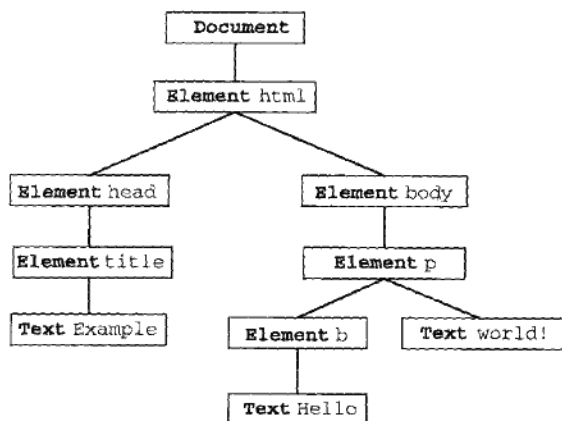 Document
Element html
Element head
Element body
Element title
Element p
Text Example
Element b
Text world!
Text Hello